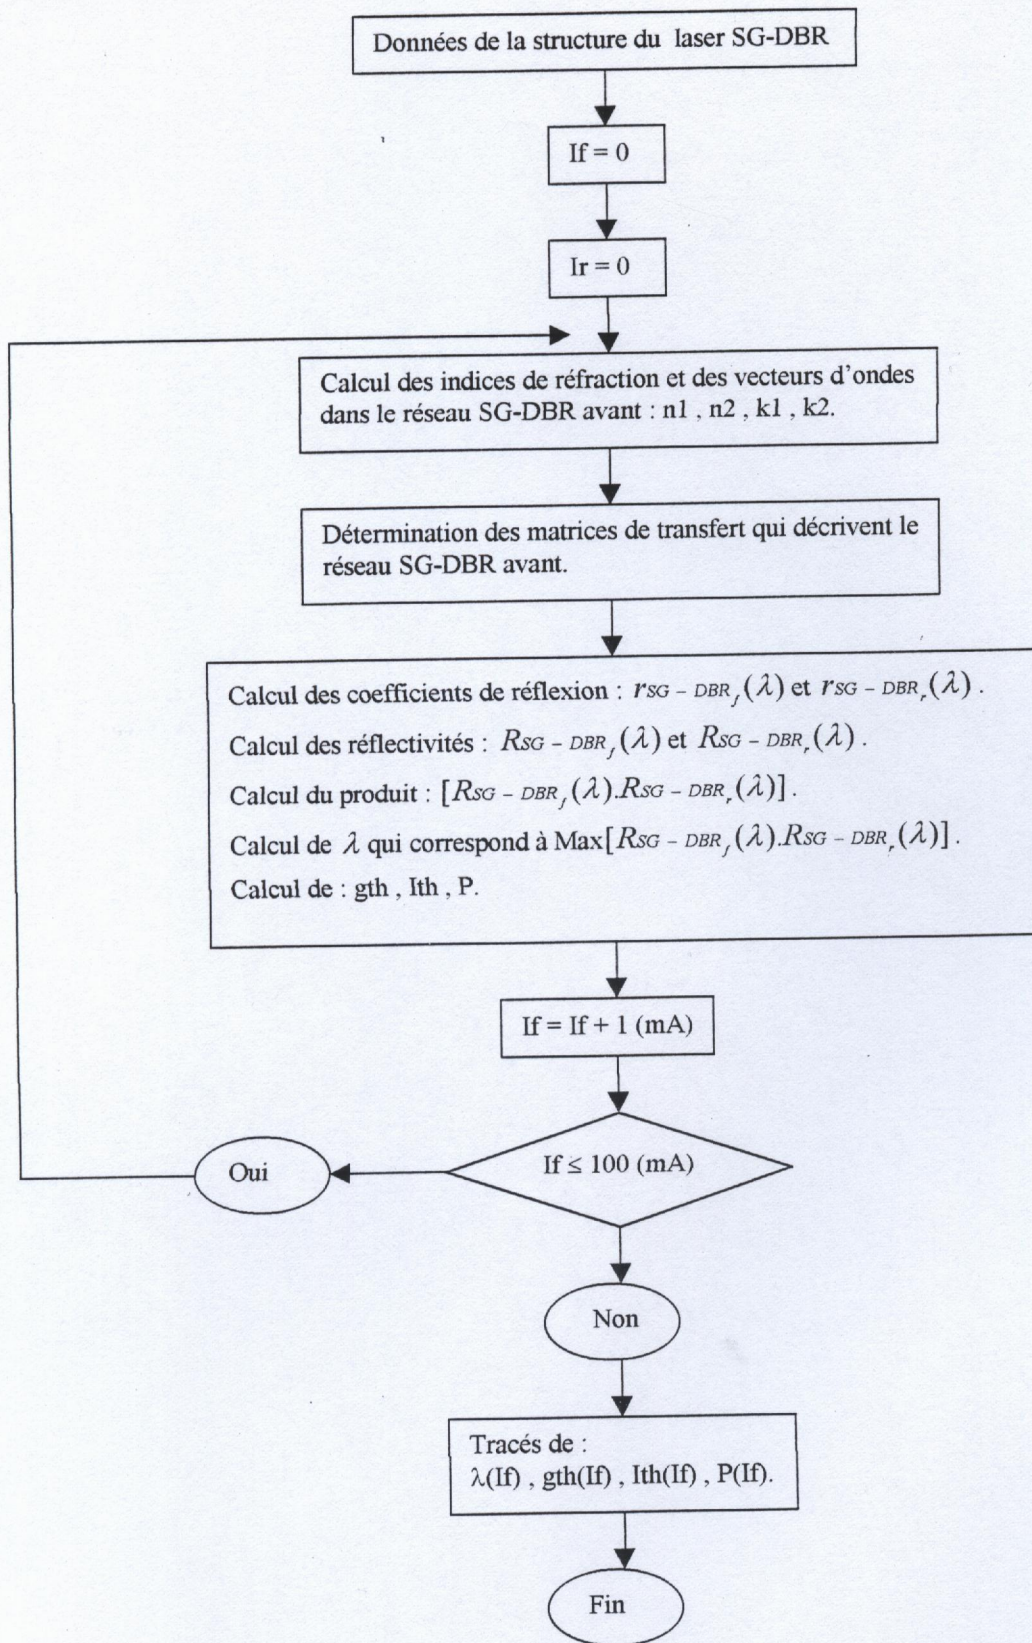 Données de la structure du laser SG-DBR
If = 0
Ir = 0
Calcul des indices de réfraction et des vecteurs d'ondes
dans le réseau SG-DBR avant : n1 , n2 , k1 , k2.
Détermination des matrices de transfert qui décrivent le
réseau SG-DBR avant.
Calcul des coefficients de réflexion : rSG - DBRf(λ) et rSG - DBRr(λ) .
Calcul des réflectivités : RSG - DBRf(λ) et RSG - DBRr(λ) .
Calcul du produit : [RSG - DBRf(λ).RSG - DBRr(λ)] .
Calcul de λ qui correspond à Max[RSG - DBRf(λ).RSG - DBRr(λ)] .
Calcul de : gth , Ith , P.
If = If + 1 (mA)
If ≤ 100 (mA)
Oui
Non
Tracés de :
λ(If) , gth(If) , Ith(If) , P(If).
Fin